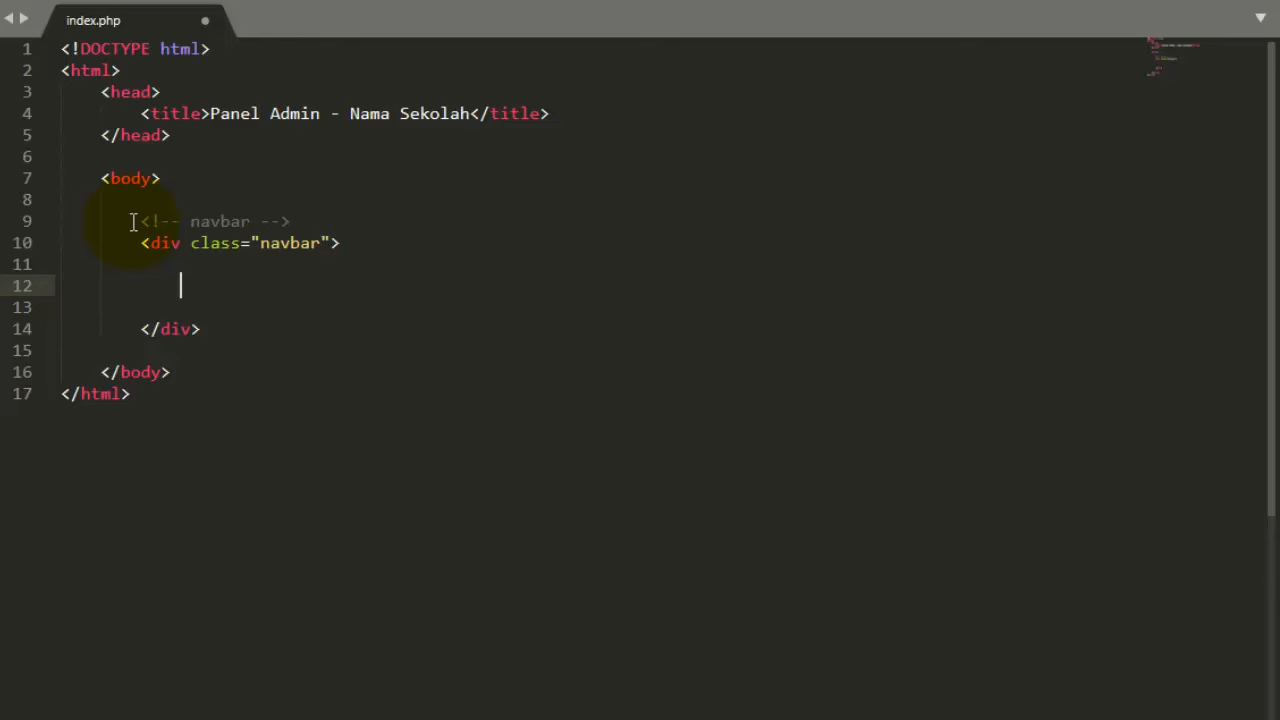 index.php
1 <!DOCTYPE html>
2 <html>
3 <head>
4 <title>Panel Admin - Nama Sekolah</title>
5 </head>
6
7 <body>
8
9 <!-- navbar -->
10 <div class="navbar">
11
12
13
14 </div>
15
16 </body>
17 </html>